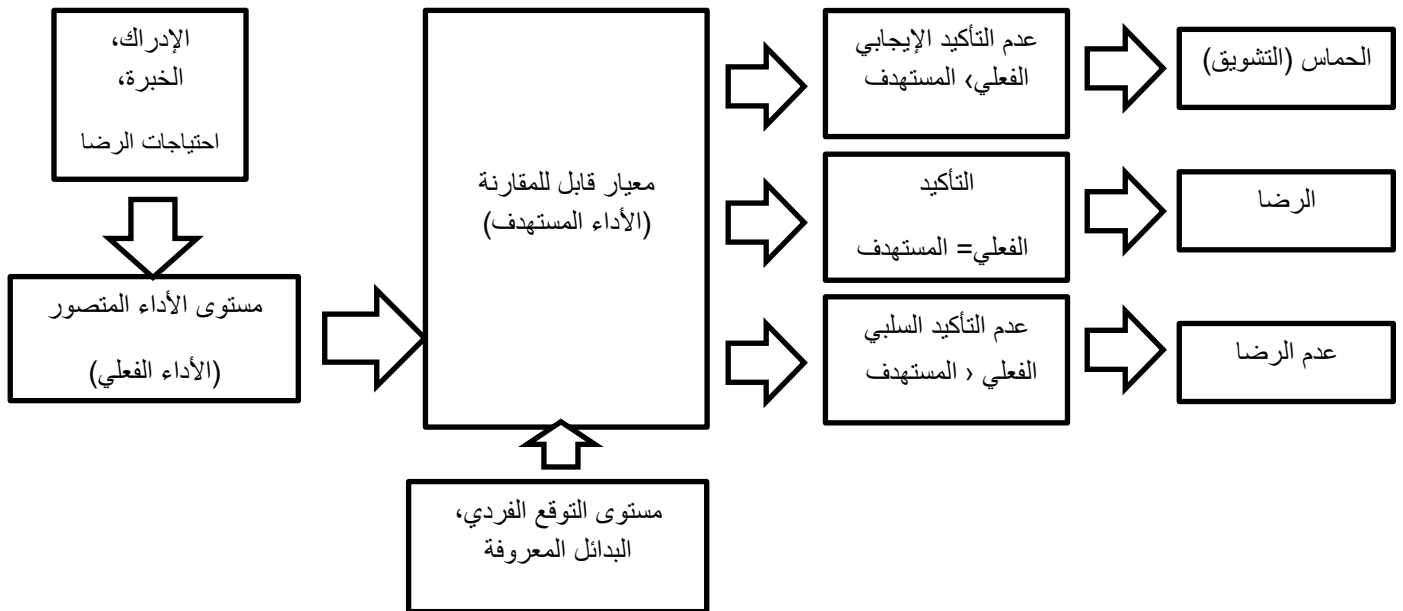 الإدراك،
الخبرة،
احتياجات الرضا
مستوى الأداء المتصور
(الأداء الفعلي)
معيار قابل للمقارنة
(الأداء المستهدف)
مستوى التوقع الفردي،
البدائل المعروفة
عدم التأكيد الإيجابي
الفعلي› المستهدف
الحماس (التشويق)
التأكيد
الفعلي= المستهدف
الرضا
عدم التأكيد السلبي
الفعلي ‹ المستهدف
عدم الرضا